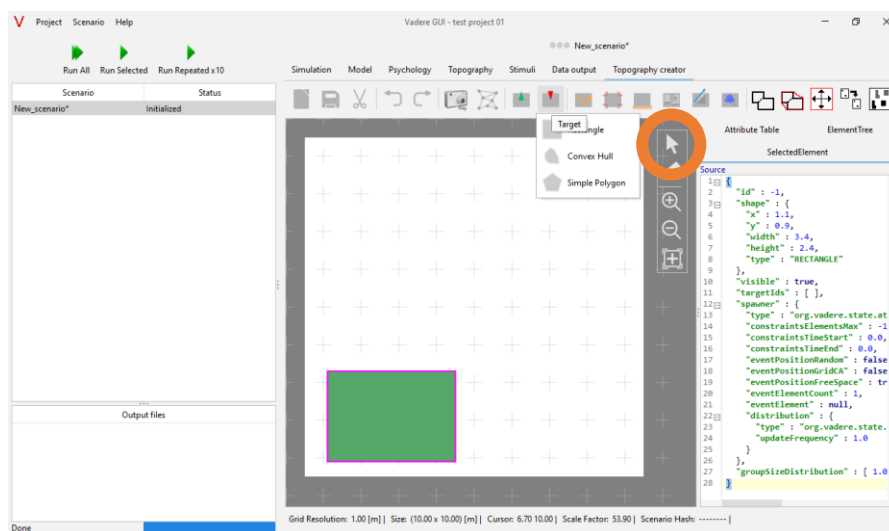 Project Scenario Help
Vadere GUI - test project 01
New_scenario*
Run All Run Selected Run Repeated x10
Simulation Model Psychology Topography Stimuli Data output Topography creator
Scenario Status
New_scenario* Initialized
Target
Rectangle
Convex Hull
Simple Polygon
Attribute Table ElementTree
SelectedElement
Source
1 {
2 "id" : -1,
3 "shape" : {
4 "x" : 1.1,
5 "y" : 0.9,
6 "width" : 3.4,
7 "height" : 2.4,
8 "type" : "RECTANGLE"
9 },
10 "visible" : true,
11 "targetIds" : [ ],
12 "spawner" : {
13 "type" : "org.vadere.state.at
14 "constraintsElementsMax" : -1
15 "constraintsTimeStart" : 0.0,
16 "constraintsTimeEnd" : 0.0,
17 "eventPositionRandom" : false
18 "eventPositionGridCA" : false
19 "eventPositionFreeSpace" : tr
20 "eventElementCount" : 1,
21 "eventElement" : null,
22 "distribution" : {
23 "type" : "org.vadere.state.
24 "updateFrequency" : 1.0
25 }
26 },
27 "groupSizeDistribution" : [ 1.0
28 }
Output files
Done
Grid Resolution: 1.00 [m] | Size: (10.00 x 10.00) [m] | Cursor: 6.70 10.00 | Scale Factor: 53.90 | Scenario Hash: -------- |